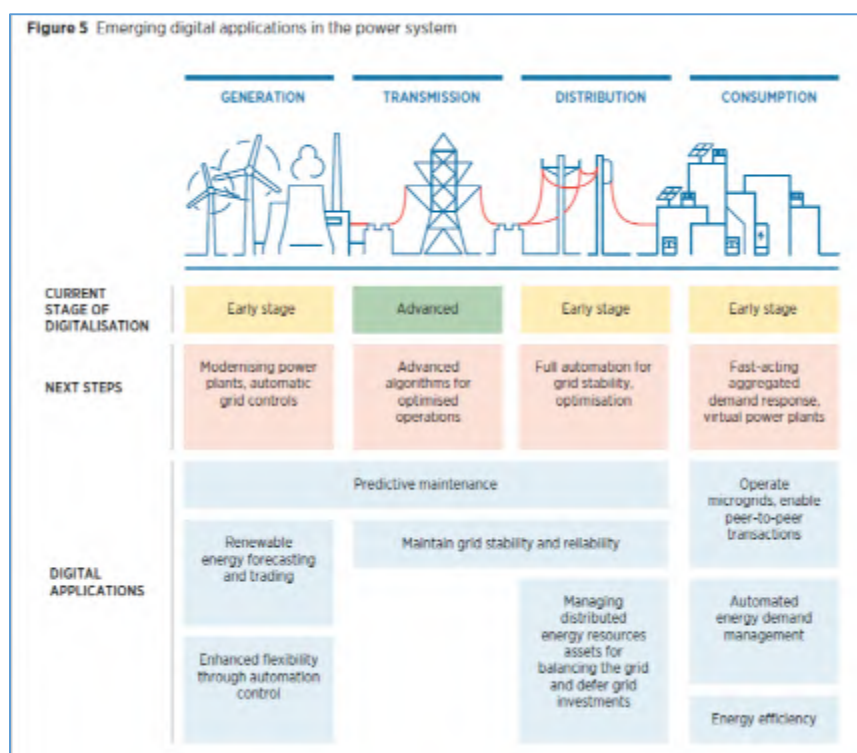 Figure 5 Emerging digital applications in the power system
GENERATION
TRANSMISSION
DISTRIBUTION
CONSUMPTION
CURRENT
STAGE OF
DIGITALISATION
Early stage
Advanced
Early stage
Early stage
NEXT STEPS
Modernising power
plants, automatic
grid controls
Advanced
algorithms for
optimised
operations
Full automation for
grid stability,
optimisation
Fast-acting
aggregated
demand response,
virtual power plants
DIGITAL
APPLICATIONS
Predictive maintenance
Operate
microgrids, enable
peer-to-peer
transactions
Renewable
energy forecasting
and trading
Maintain grid stability and reliability
Managing
distributed
energy resources
assets for
balancing the grid
and defer grid
investments
Automated
energy demand
management
Enhanced flexibility
through automation
control
Energy efficiency